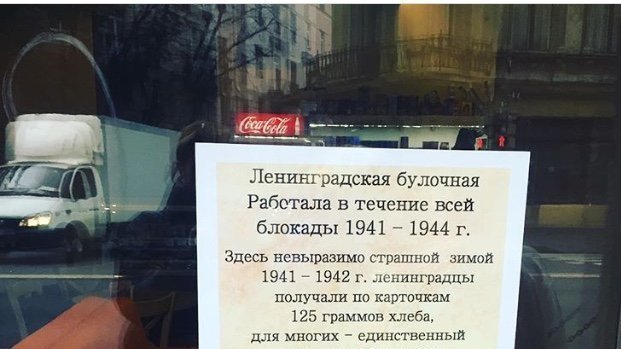 Coca-Cola
Ленинградская булочная
Работала в течение всей
блокады 1941 – 1944 г.
Здесь невыразимо страшной зимой
1941 – 1942 г. ленинградцы
получали по карточкам
125 граммов хлеба,
для многих – единственный